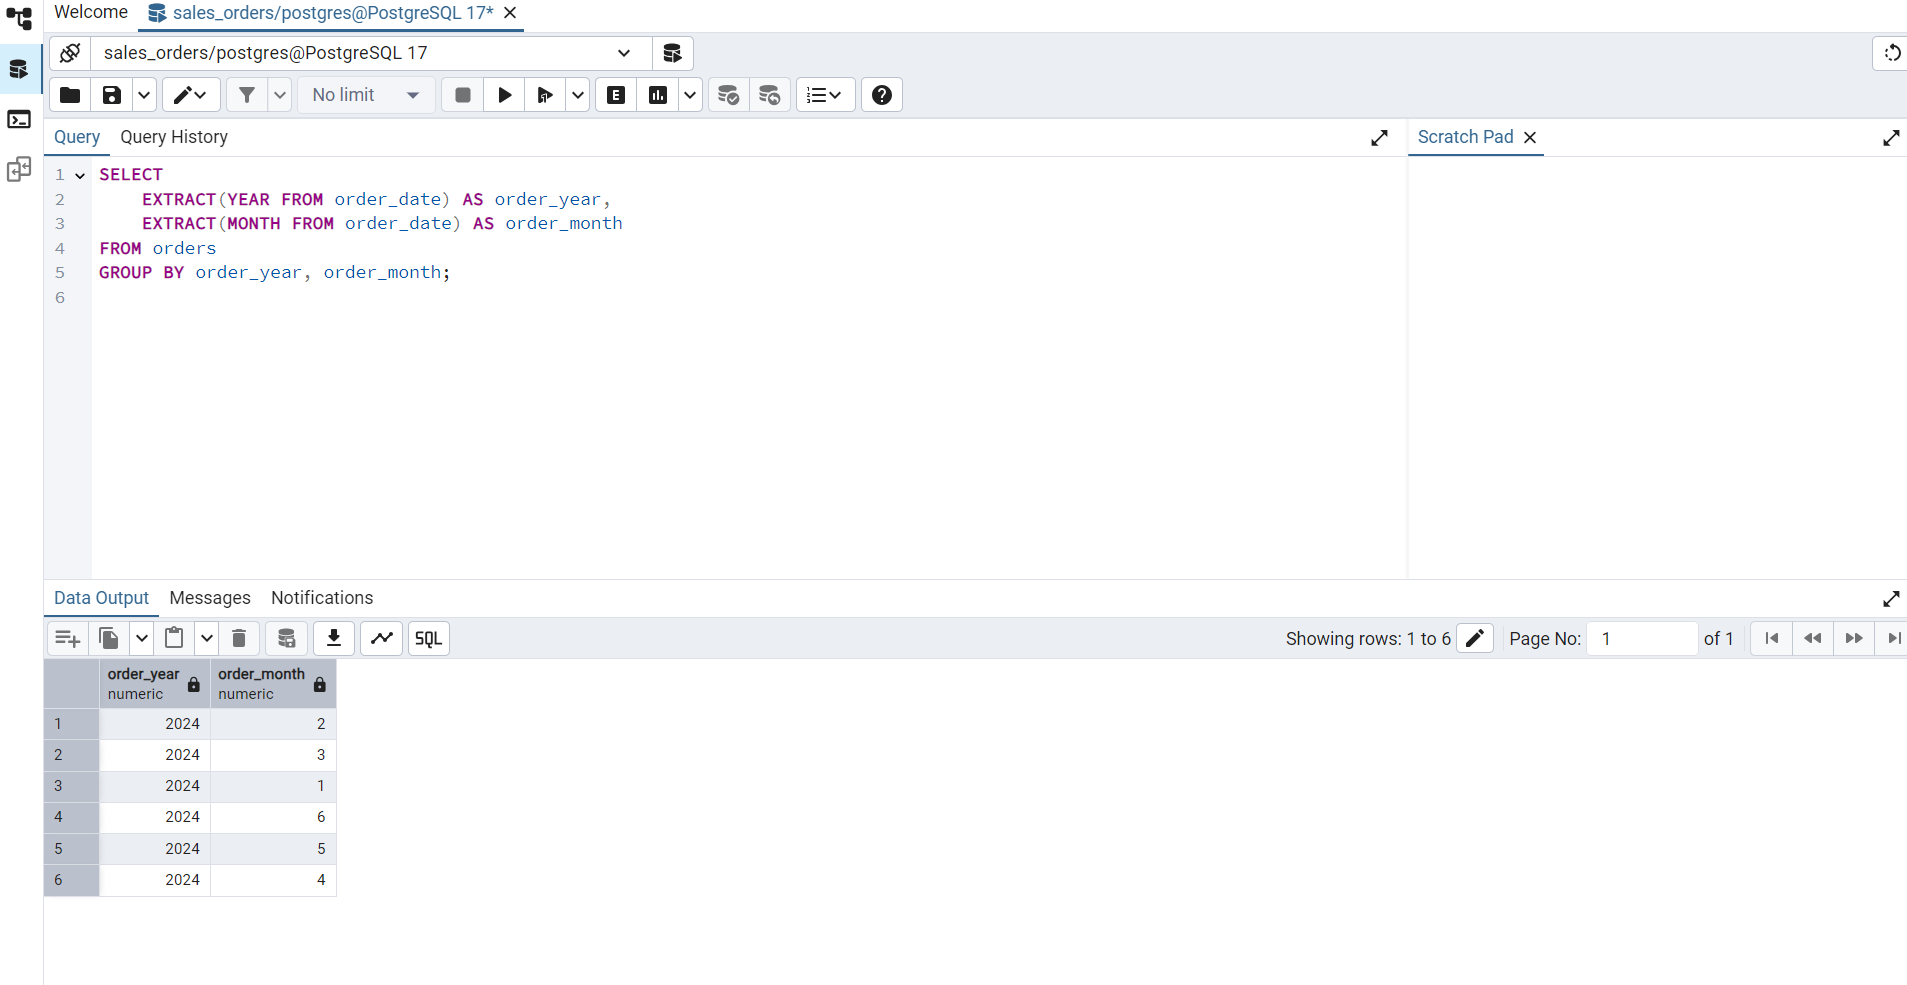 Welcome
sales_orders/postgres@PostgreSQL 17*
sales_orders/postgres@PostgreSQL 17
No limit
E
Query
Query History
Scratch Pad
1 SELECT
2 EXTRACT(YEAR FROM order_date) AS order_year,
3 EXTRACT(MONTH FROM order_date) AS order_month
4 FROM orders
5 GROUP BY order_year, order_month;
6
Data Output
Messages
Notifications
SQL
Showing rows: 1 to 6
Page No: 1 of 1
order_year order_month
numeric numeric
1 2024 2
2 2024 3
3 2024 1
4 2024 6
5 2024 5
6 2024 4